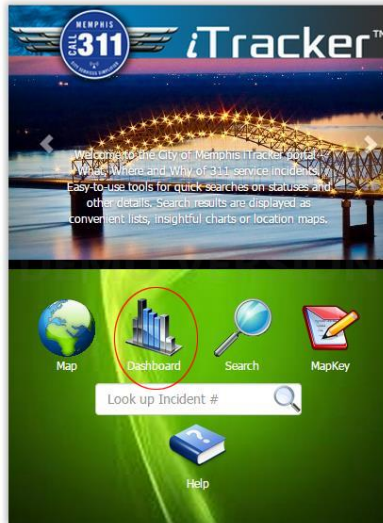 MEMPHIS
CALL 311
iTracker™
Welcome to the City of Memphis iTracker portal -
What, Where and Why of 311 service incidents.
Easy-to-use tools for quick searches on statuses and
other details. Search results are displayed as
convenient lists, insightful charts or location maps.
Map
Dashboard
Search
MapKey
Look up Incident #
?
Help